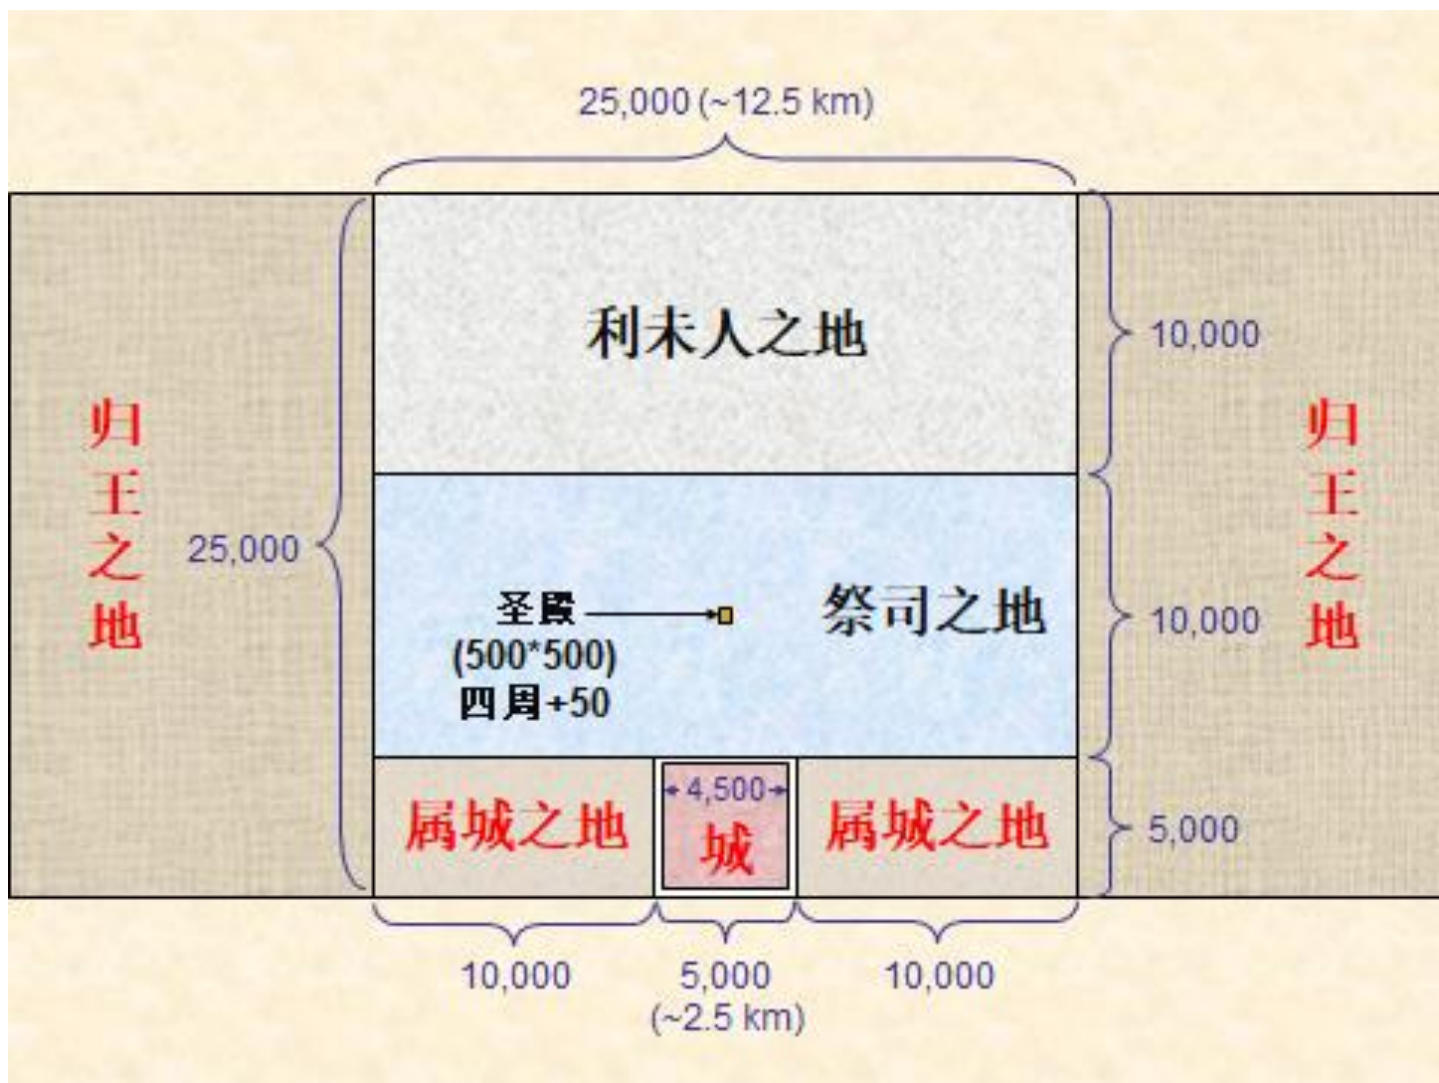 25,000 (~12.5 km)
利未人之地
10,000
归王之地
25,000
归王之地
圣殿
(500*500)
四周+50
祭司之地
10,000
属城之地
4,500
城
属城之地
5,000
10,000
5,000
(~2.5 km)
10,000